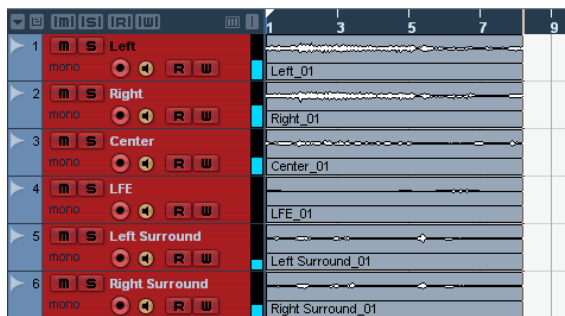 m S R W
1 3 5 7 9
1 m S Left
mono R W
Left_01
2 m S Right
mono R W
Right_01
3 m S Center
mono R W
Center_01
4 m S LFE
mono R W
LFE_01
5 m S Left Surround
mono R W
Left Surround_01
6 m S Right Surround
mono R W
Right Surround_01